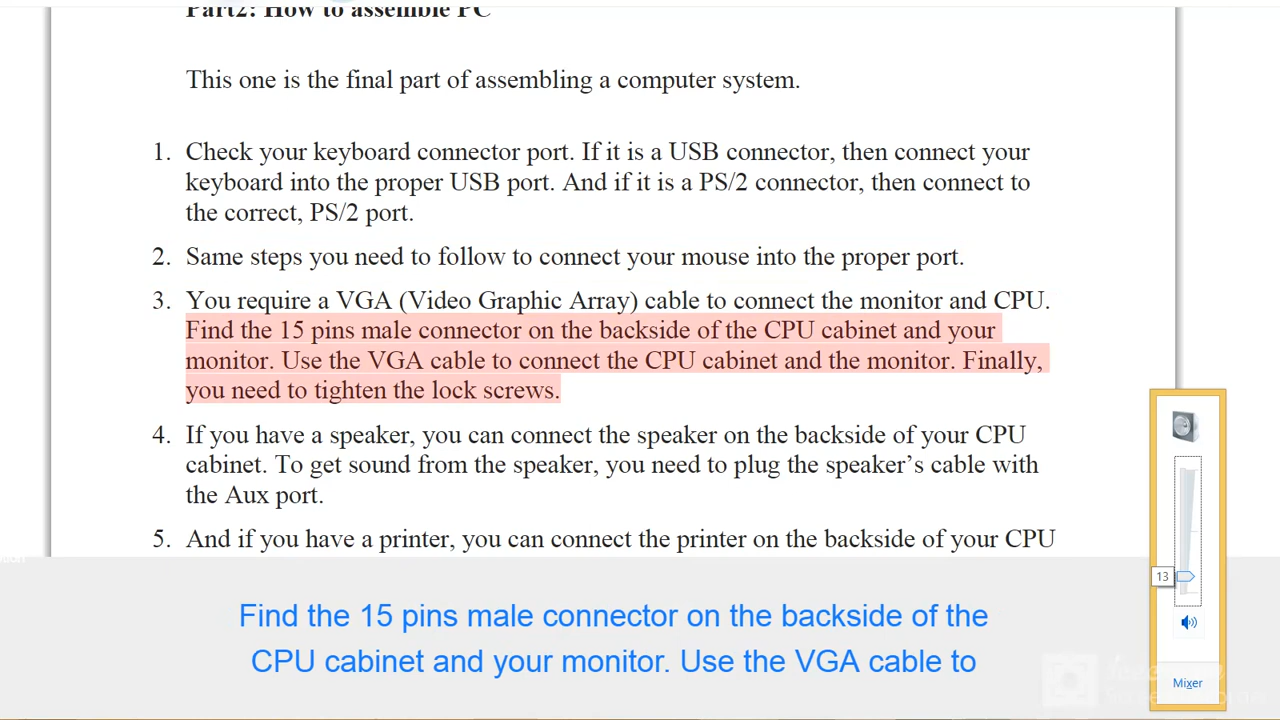 Part2: How to assemble PC
This one is the final part of assembling a computer system.
1. Check your keyboard connector port. If it is a USB connector, then connect your
keyboard into the proper USB port. And if it is a PS/2 connector, then connect to
the correct, PS/2 port.
2. Same steps you need to follow to connect your mouse into the proper port.
3. You require a VGA (Video Graphic Array) cable to connect the monitor and CPU.
Find the 15 pins male connector on the backside of the CPU cabinet and your
monitor. Use the VGA cable to connect the CPU cabinet and the monitor. Finally,
you need to tighten the lock screws.
4. If you have a speaker, you can connect the speaker on the backside of your CPU
cabinet. To get sound from the speaker, you need to plug the speaker’s cable with
the Aux port.
5. And if you have a printer, you can connect the printer on the backside of your CPU
13
Find the 15 pins male connector on the backside of the
CPU cabinet and your monitor. Use the VGA cable to
Mixer